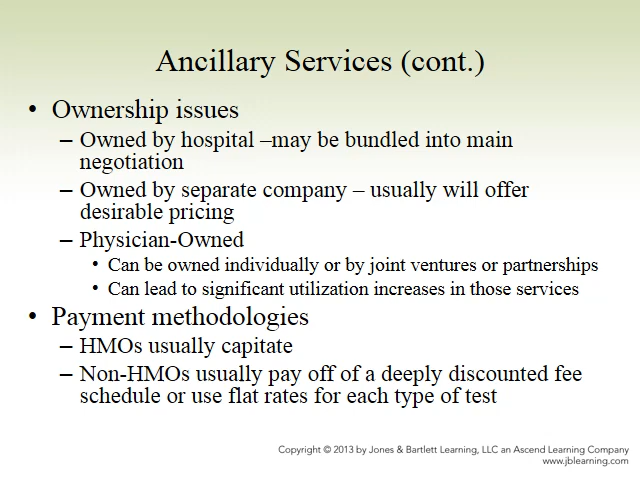 Ancillary Services (cont.)
• Ownership issues
– Owned by hospital –may be bundled into main
negotiation
– Owned by separate company – usually will offer
desirable pricing
– Physician-Owned
• Can be owned individually or by joint ventures or partnerships
• Can lead to significant utilization increases in those services
• Payment methodologies
– HMOs usually capitate
– Non-HMOs usually pay off of a deeply discounted fee
schedule or use flat rates for each type of test
Copyright © 2013 by Jones & Bartlett Learning, LLC an Ascend Learning Company
www.jblearning.com